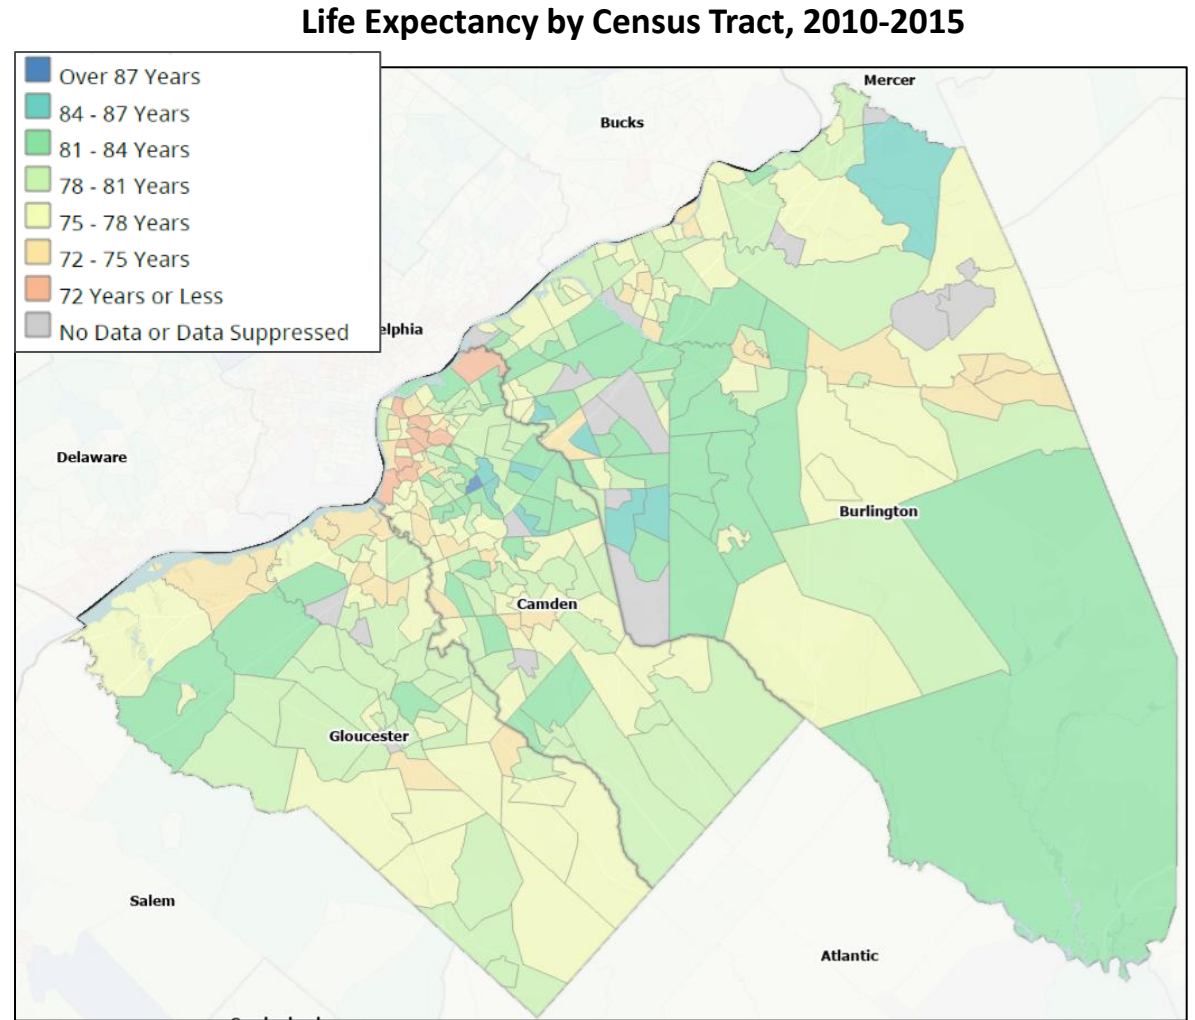 Life Expectancy by Census Tract, 2010-2015
Over 87 Years
84 - 87 Years
81 - 84 Years
78 - 81 Years
75 - 78 Years
72 - 75 Years
72 Years or Less
No Data or Data Suppressed
Mercer
Bucks
elphia
Delaware
Burlington
Camden
Gloucester
Salem
Atlantic